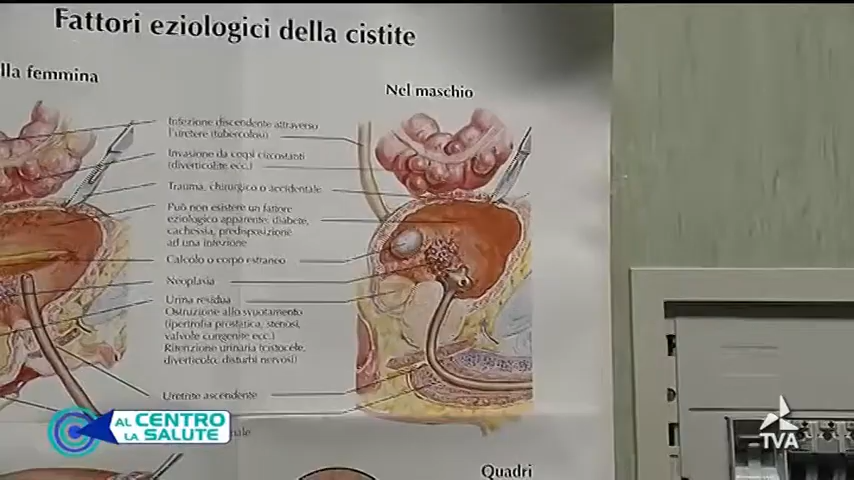 Fattori eziologici della cistite
lla femmina
Nel maschio
Infezione discendente attraverso
l'uretere (tubercolosi)
Invasione da corpi circostanti
(diverticolite ecc.)
Trauma, chirurgico o accidentale
Può non esistere un fattore
eziologico apparente: diabete,
cachessia, predisposizione
ad una infezione
Calcolo o corpo estraneo
Neoplasia
Urina residua
Ostruzione allo svuotamento
(ipertrofia prostatica, stenosi,
valvole congenite ecc.)
Ritenzione urinaria (cistocele,
diverticolo, disturbi nervosi)
Uretrite ascendente
AL CENTRO
LA SALUTE
TVA
Quadri